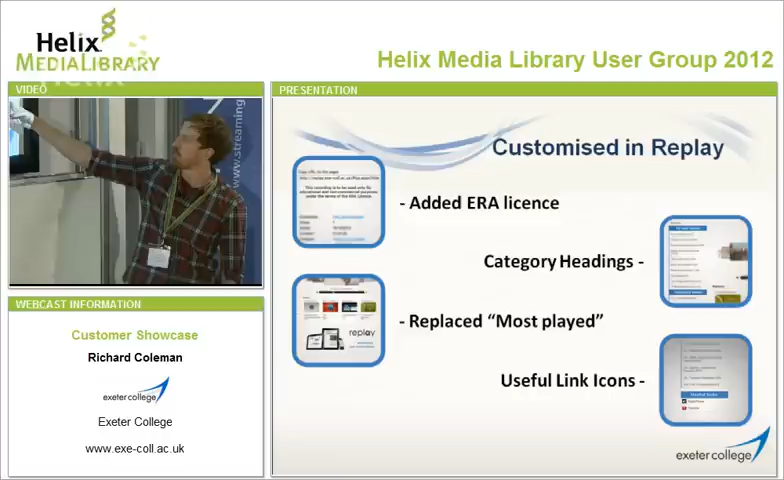 Helix
MEDIALIBRARY
Helix Media Library User Group 2012
VIDEO
www.streaming
PRESENTATION
Customised in Replay
- Added ERA licence
Category Headings -
replay
- Replaced “Most played”
Useful Link Icons -
exeter college
WEBCAST INFORMATION
Customer Showcase
Richard Coleman
exeter college
Exeter College
www.exe-coll.ac.uk